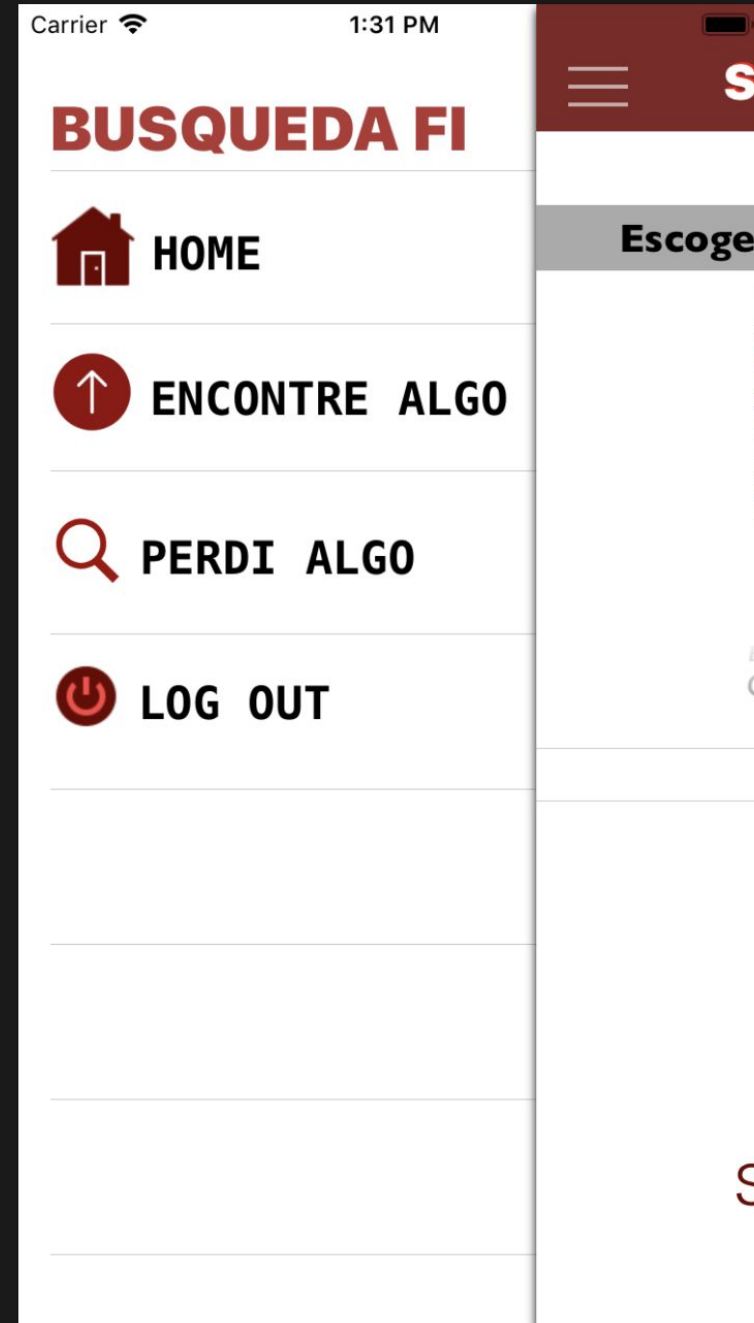 Carrier 1:31 PM
BUSQUEDA FI
HOME
ENCONTRE ALGO
PERDI ALGO
LOG OUT
S
Escoge
S